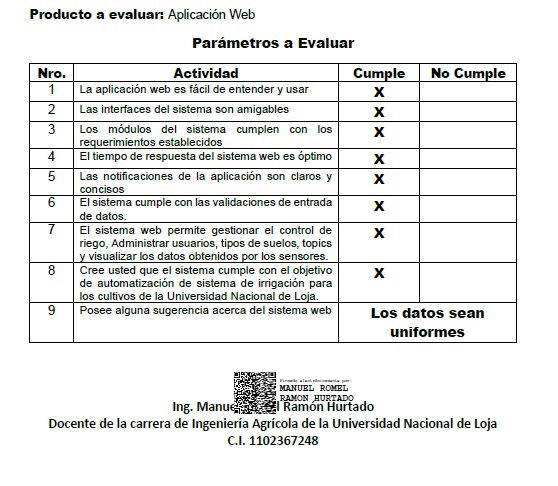 Producto a evaluar: Aplicación Web
Parámetros a Evaluar
Nro. Actividad Cumple No Cumple
1 La aplicación web es fácil de entender y usar X
2 Las interfaces del sistema son amigables X
3 Los módulos del sistema cumplen con los X
requerimientos establecidos
4 El tiempo de respuesta del sistema web es óptimo X
5 Las notificaciones de la aplicación son claros y X
concisos
6 El sistema cumple con las validaciones de entrada X
de datos.
7 El sistema web permite gestionar el control de X
riego, Administrar usuarios, tipos de suelos, topics
y visualizar los datos obtenidos por los sensores.
8 Cree usted que el sistema cumple con el objetivo X
de automatización de sistema de irrigación para
los cultivos de la Universidad Nacional de Loja.
9 Posee alguna sugerencia acerca del sistema web Los datos sean
uniformes
Firmado electrónicamente por:
MANUEL ROMEL
RAMON HURTADO
Ing. Manue l Ramón Hurtado
Docente de la carrera de Ingeniería Agrícola de la Universidad Nacional de Loja
C.I. 1102367248